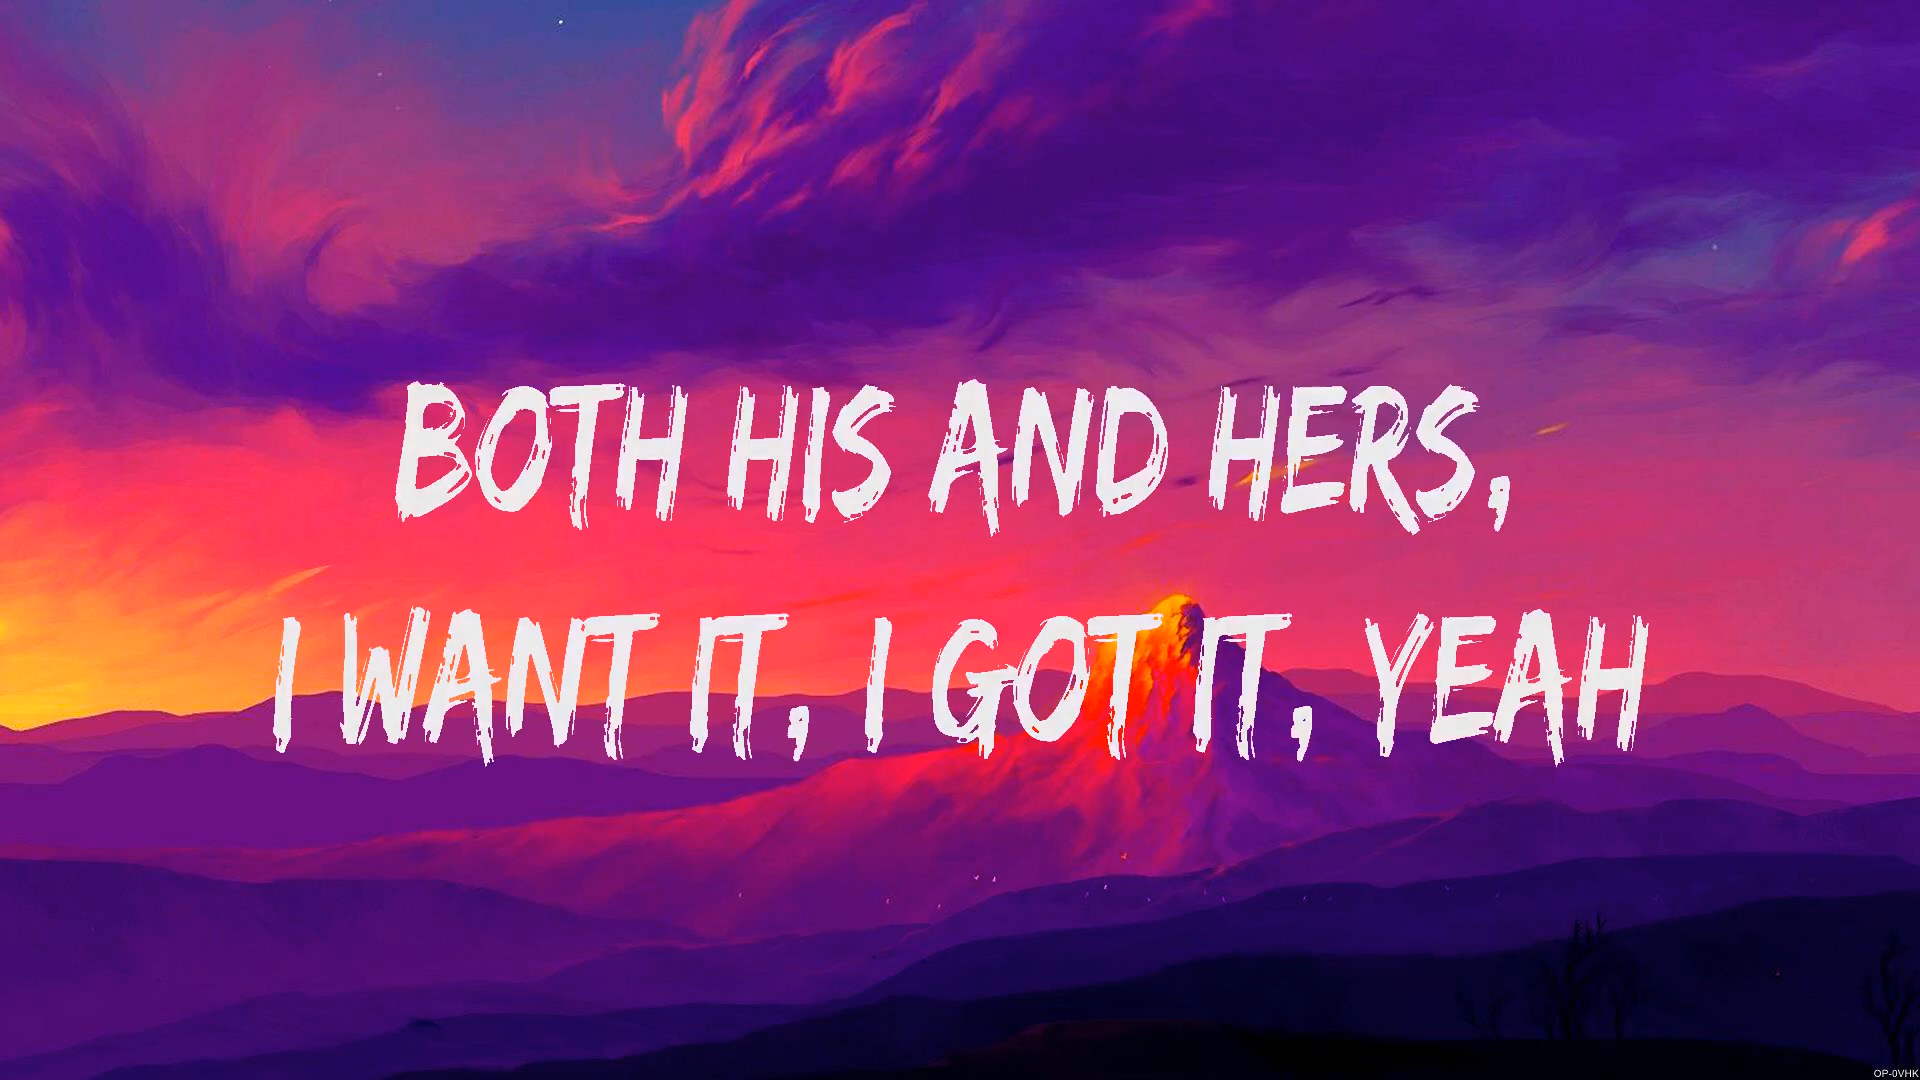 BOTH HIS AND HERS,
I WANT IT, I GOT IT, YEAH
OP-0VHK